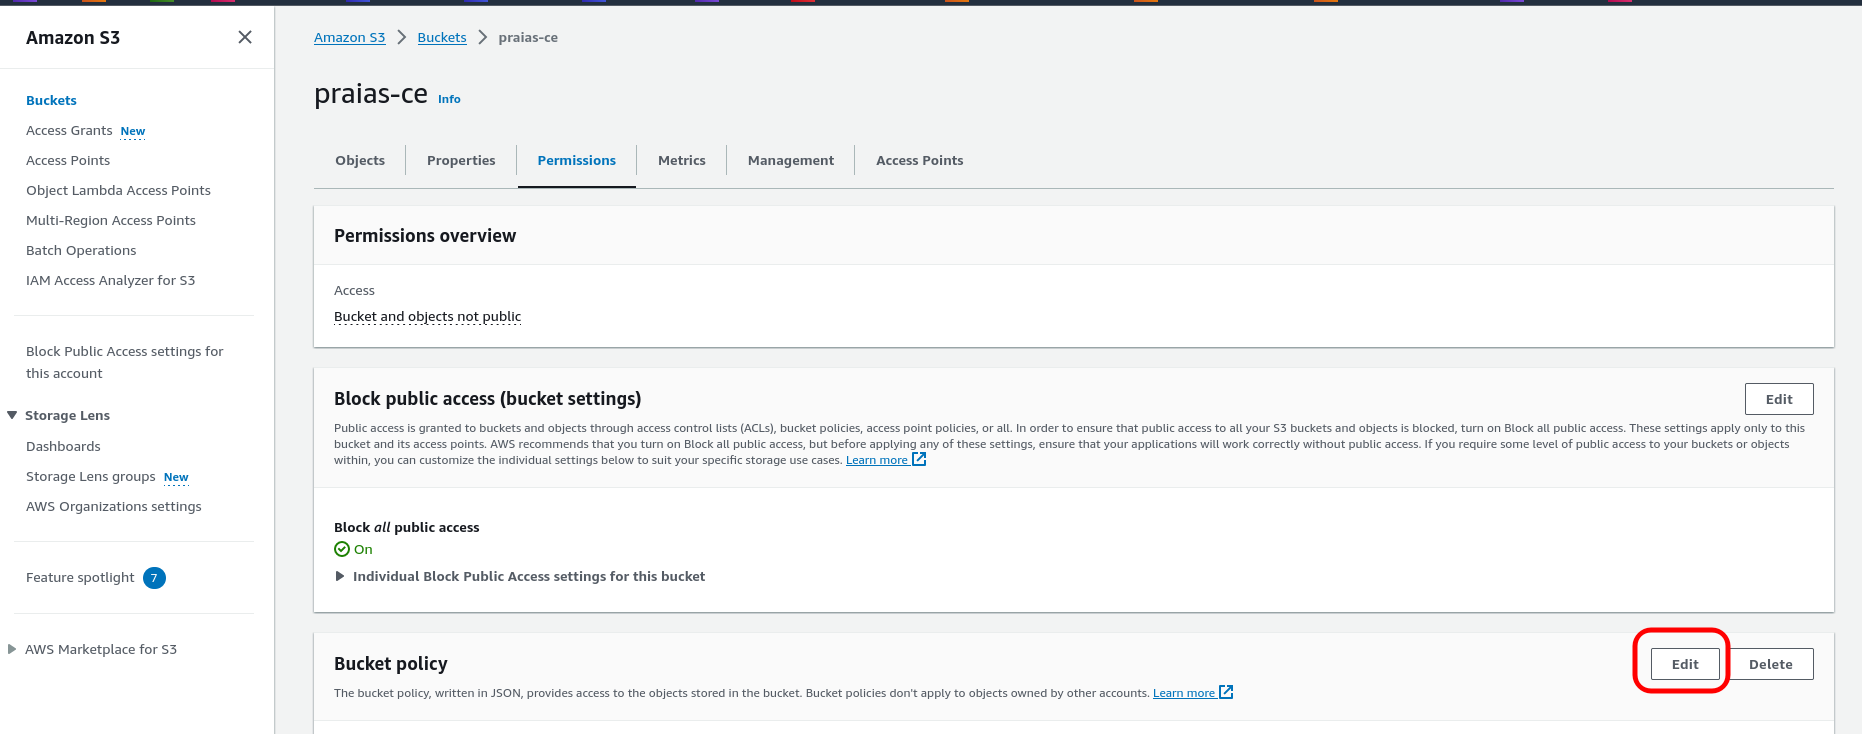 Amazon S3
Buckets
Access Grants New
Access Points
Object Lambda Access Points
Multi-Region Access Points
Batch Operations
IAM Access Analyzer for S3
Block Public Access settings for
this account
Storage Lens
Dashboards
Storage Lens groups New
AWS Organizations settings
Feature spotlight 7
AWS Marketplace for S3
Amazon S3 > Buckets > praias-ce
praias-ce Info
Objects Properties Permissions Metrics Management Access Points
Permissions overview
Access
Bucket and objects not public
Block public access (bucket settings)
Edit
Public access is granted to buckets and objects through access control lists (ACLs), bucket policies, access point policies, or all. In order to ensure that public access to all your S3 buckets and objects is blocked, turn on Block all public access. These settings apply only to this
bucket and its access points. AWS recommends that you turn on Block all public access, but before applying any of these settings, ensure that your applications will work correctly without public access. If you require some level of public access to your buckets or objects
within, you can customize the individual settings below to suit your specific storage use cases. Learn more
Block all public access
On
Individual Block Public Access settings for this bucket
Bucket policy
Edit Delete
The bucket policy, written in JSON, provides access to the objects stored in the bucket. Bucket policies don't apply to objects owned by other accounts. Learn more